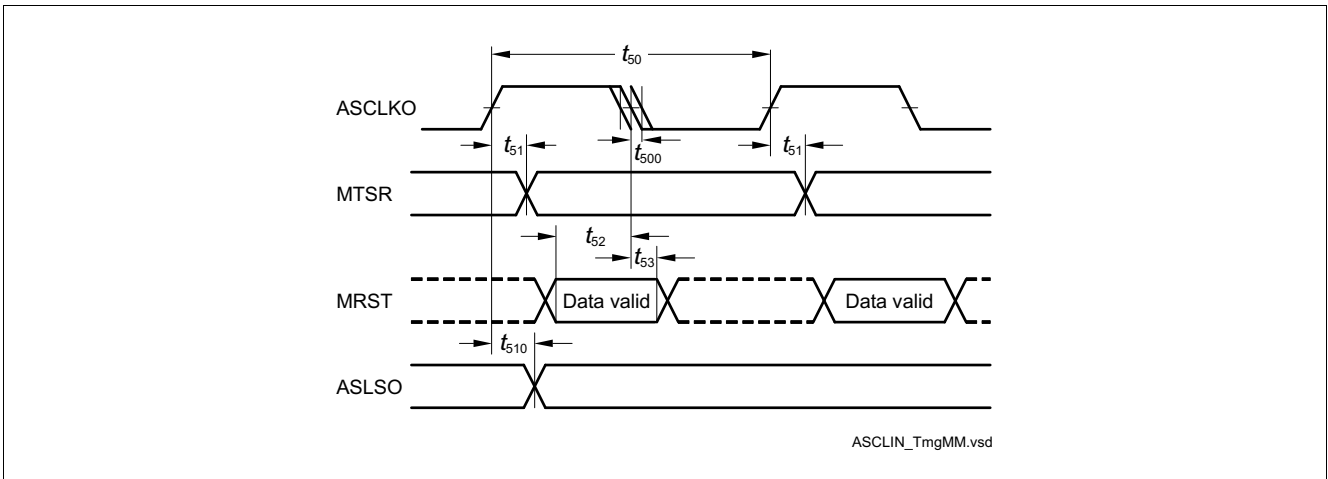 t50
ASCLKO
t51
t500
t51
MTSR
t52
t53
MRST
Data valid
Data valid
t510
ASLSO
ASCLIN_TmgMM.vsd